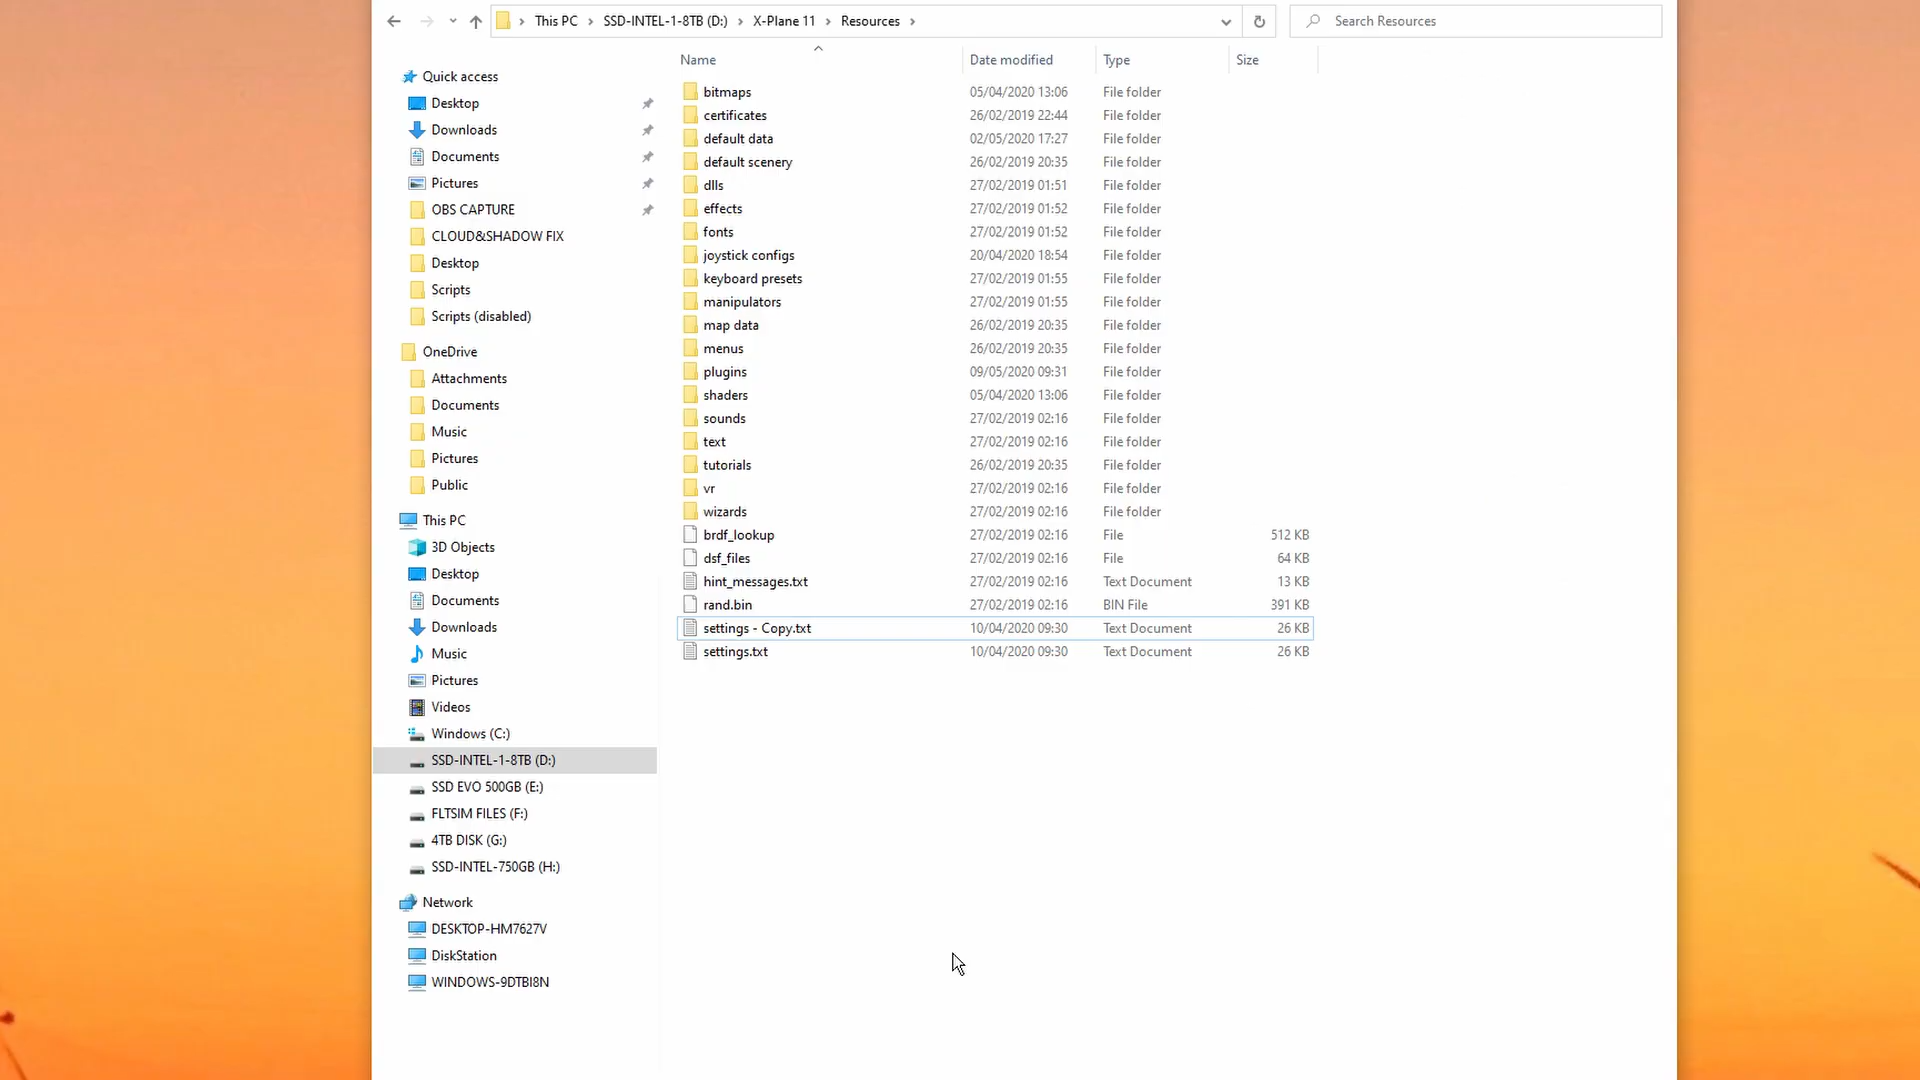 This PC > SSD-INTEL-1-8TB (D:) > X-Plane 11 > Resources >
Search Resources
Name Date modified Type Size
Quick access
Desktop
Downloads
Documents
Pictures
OBS CAPTURE
CLOUD&SHADOW FIX
Desktop
Scripts
Scripts (disabled)
OneDrive
Attachments
Documents
Music
Pictures
Public
This PC
3D Objects
Desktop
Documents
Downloads
Music
Pictures
Videos
Windows (C:)
SSD-INTEL-1-8TB (D:)
SSD EVO 500GB (E:)
FLTSIM FILES (F:)
4TB DISK (G:)
SSD-INTEL-750GB (H:)
Network
DESKTOP-HM7627V
DiskStation
WINDOWS-9DTBI8N
bitmaps 05/04/2020 13:06 File folder
certificates 26/02/2019 22:44 File folder
default data 02/05/2020 17:27 File folder
default scenery 26/02/2019 20:35 File folder
dlls 27/02/2019 01:51 File folder
effects 27/02/2019 01:52 File folder
fonts 27/02/2019 01:52 File folder
joystick configs 20/04/2020 18:54 File folder
keyboard presets 27/02/2019 01:55 File folder
manipulators 27/02/2019 01:55 File folder
map data 26/02/2019 20:35 File folder
menus 26/02/2019 20:35 File folder
plugins 09/05/2020 09:31 File folder
shaders 05/04/2020 13:06 File folder
sounds 27/02/2019 02:16 File folder
text 27/02/2019 02:16 File folder
tutorials 26/02/2019 20:35 File folder
vr 27/02/2019 02:16 File folder
wizards 27/02/2019 02:16 File folder
brdf_lookup 27/02/2019 02:16 File 512 KB
dsf_files 27/02/2019 02:16 File 64 KB
hint_messages.txt 27/02/2019 02:16 Text Document 13 KB
rand.bin 27/02/2019 02:16 BIN File 391 KB
settings - Copy.txt 10/04/2020 09:30 Text Document 26 KB
settings.txt 10/04/2020 09:30 Text Document 26 KB